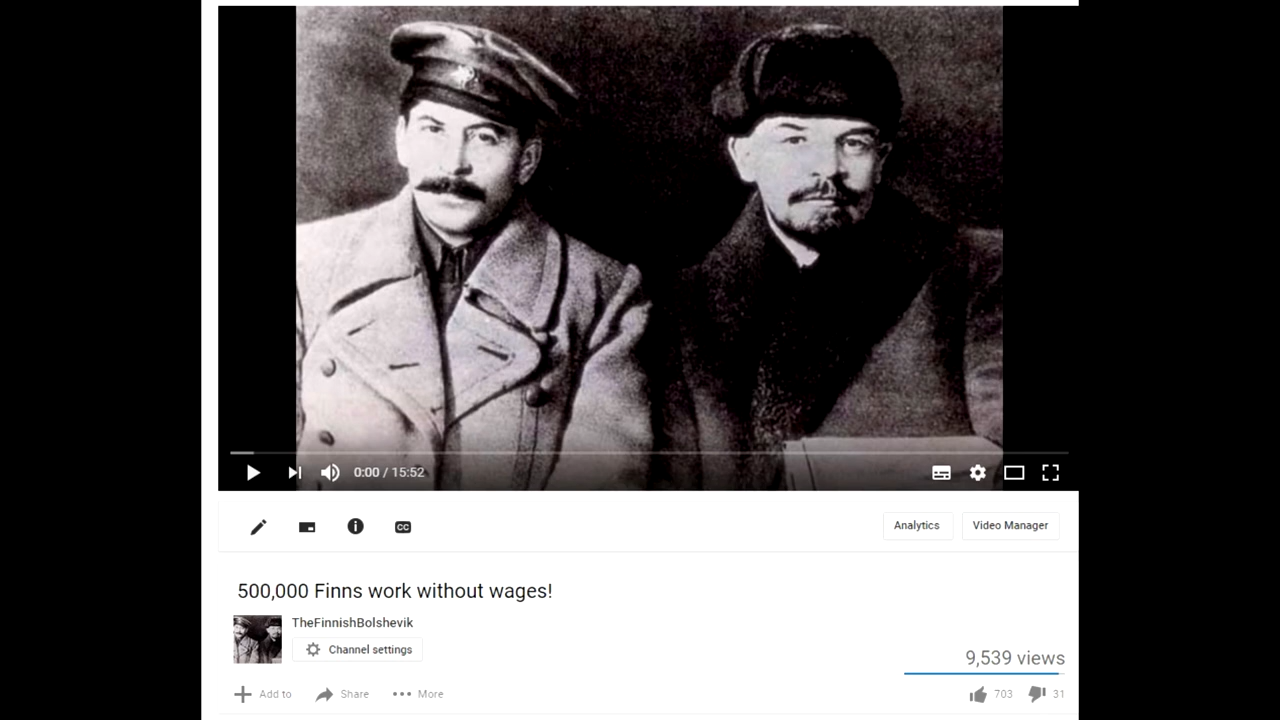 0:00 / 15:52
CC
Analytics
Video Manager
500,000 Finns work without wages!
TheFinnishBolshevik
Channel settings
9,539 views
Add to
Share
More
703
31